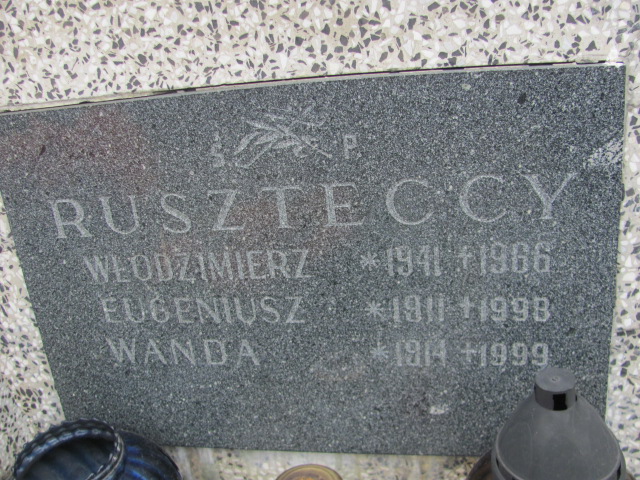 Ś. P.
RUSZTECCY
WŁODZIMIERZ *1941 +1966
EUGENIUSZ *1911 +1998
WANDA *1914 +1999